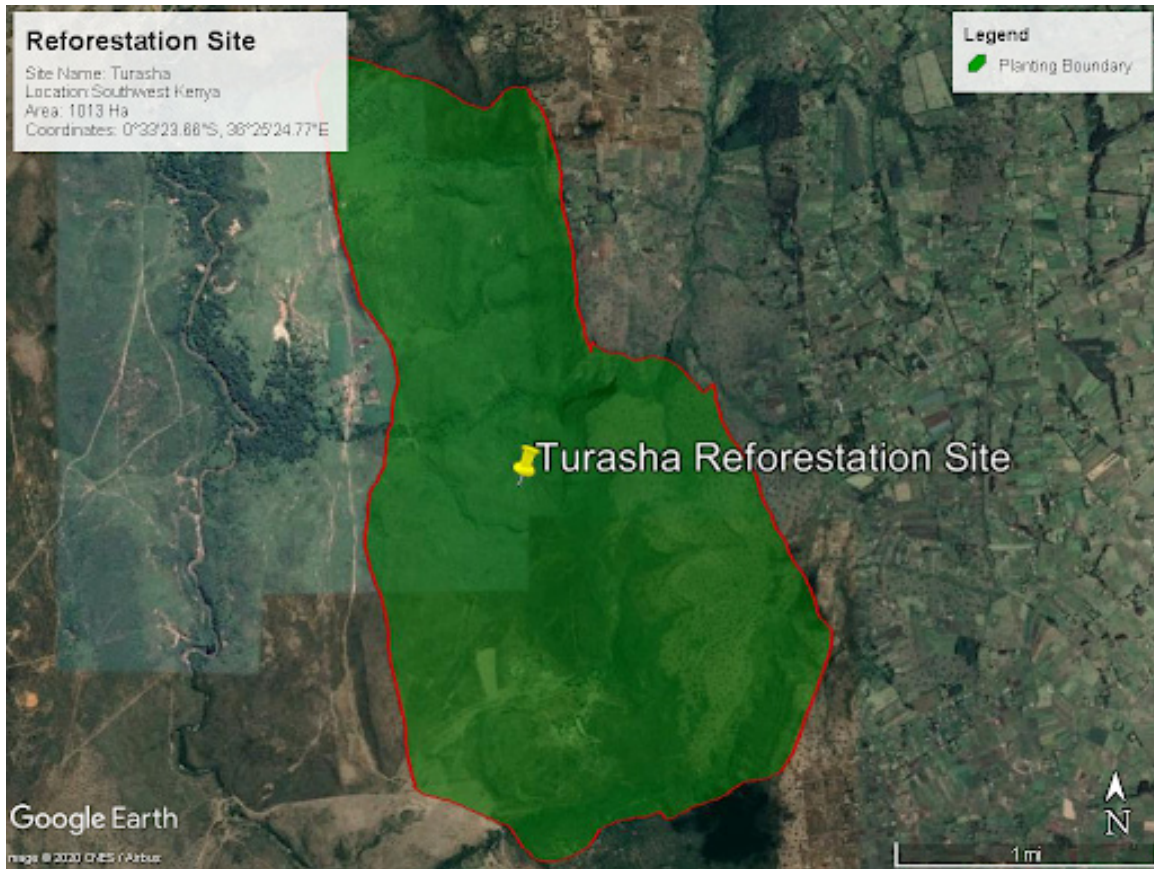 Reforestation Site
Site Name: Turasha
Location:Southwest Kenya
Area: 1013 Ha
Coordinates: 0°33'23.66"S, 36°25'24.77"E
Legend
Planting Boundary
Turasha Reforestation Site
Google Earth
N
Image © 2020 CNES / Airbus
1 mi